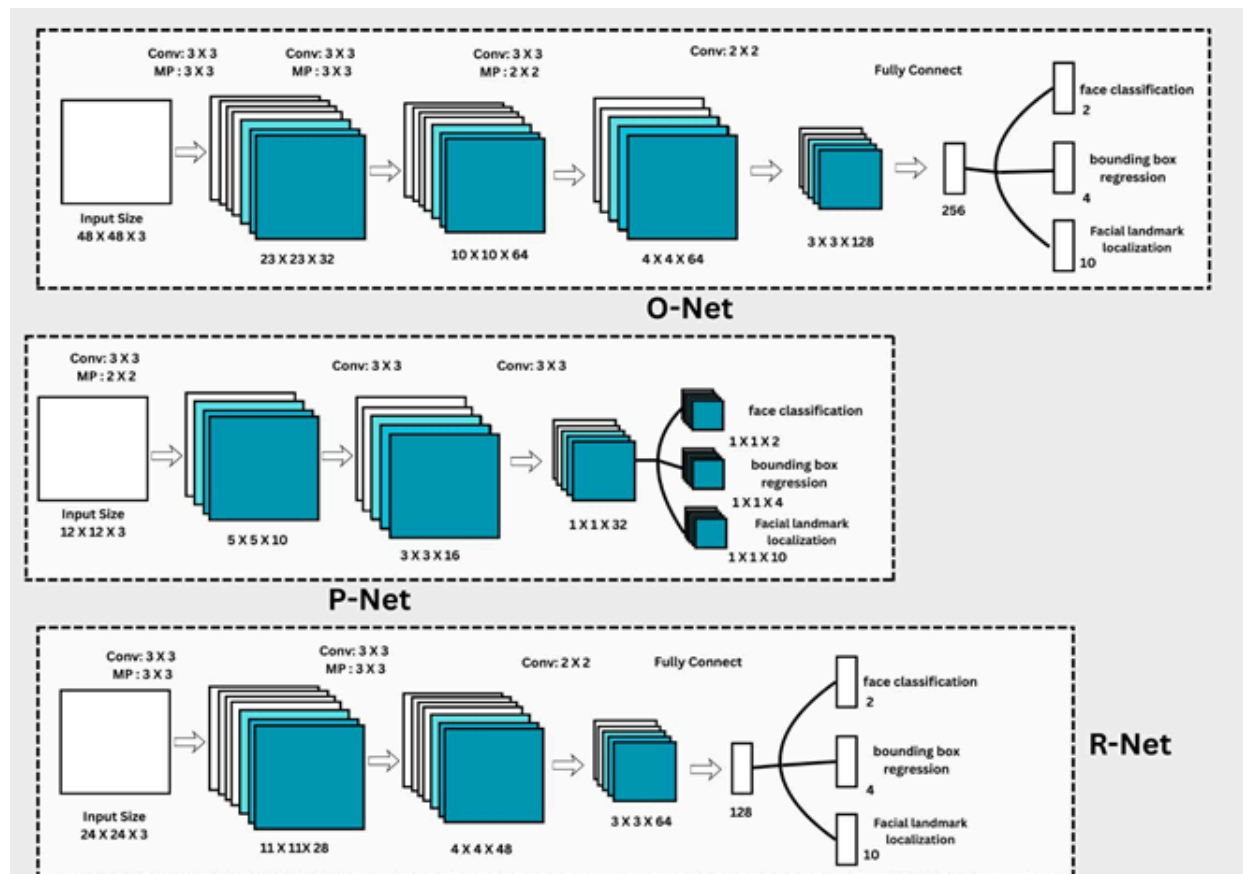 Conv: 3 X 3
MP : 3 X 3
Conv: 3 X 3
MP : 3 X 3
Conv: 3 X 3
MP : 2 X 2
Conv: 2 X 2
Fully Connect
face classification
2
bounding box
regression
4
Facial landmark
localization
10
Input Size
48 X 48 X 3
23 X 23 X 32
10 X 10 X 64
4 X 4 X 64
3 X 3 X 128
256
O-Net
Conv: 3 X 3
MP : 2 X 2
Conv: 3 X 3
Conv: 3 X 3
face classification
1 X 1 X 2
bounding box
regression
1 X 1 X 4
Facial landmark
localization
1 X 1 X 10
Input Size
12 X 12 X 3
5 X 5 X 10
3 X 3 X 16
1 X 1 X 32
P-Net
Conv: 3 X 3
MP : 3 X 3
Conv: 3 X 3
MP : 3 X 3
Conv: 2 X 2
Fully Connect
face classification
2
bounding box
regression
4
Facial landmark
localization
10
Input Size
24 X 24 X 3
11 X 11X 28
4 X 4 X 48
3 X 3 X 64
128
R-Net